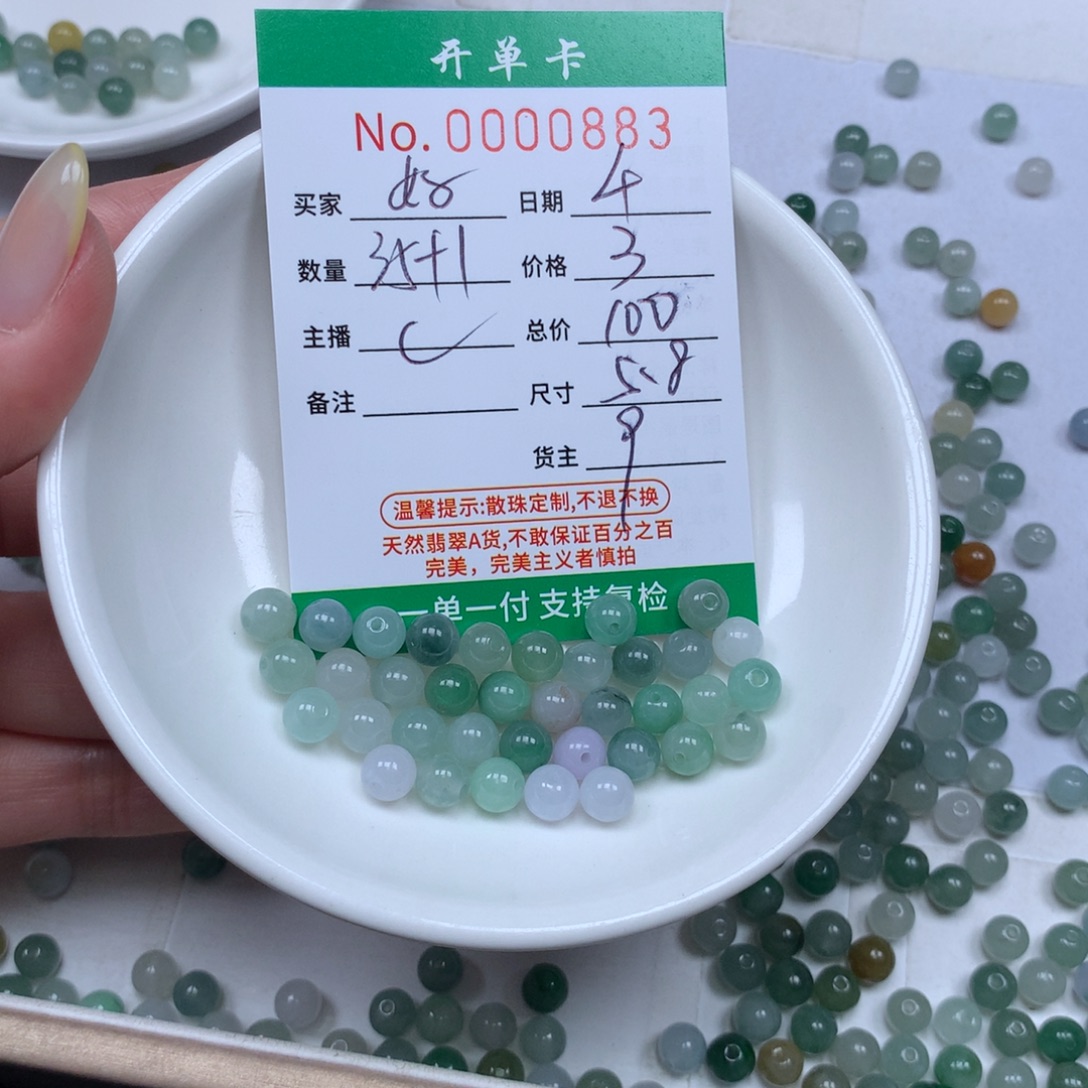 开单卡
No. 0000883
买家 日期 4
数量 35+1 价格 3
主播 C 总价 100
备注 尺寸 5.8
货主 9
温馨提示:散珠定制,不退不换
天然翡翠A货,不敢保证百分之百
完美，完美主义者慎拍
一单一付 支持复检